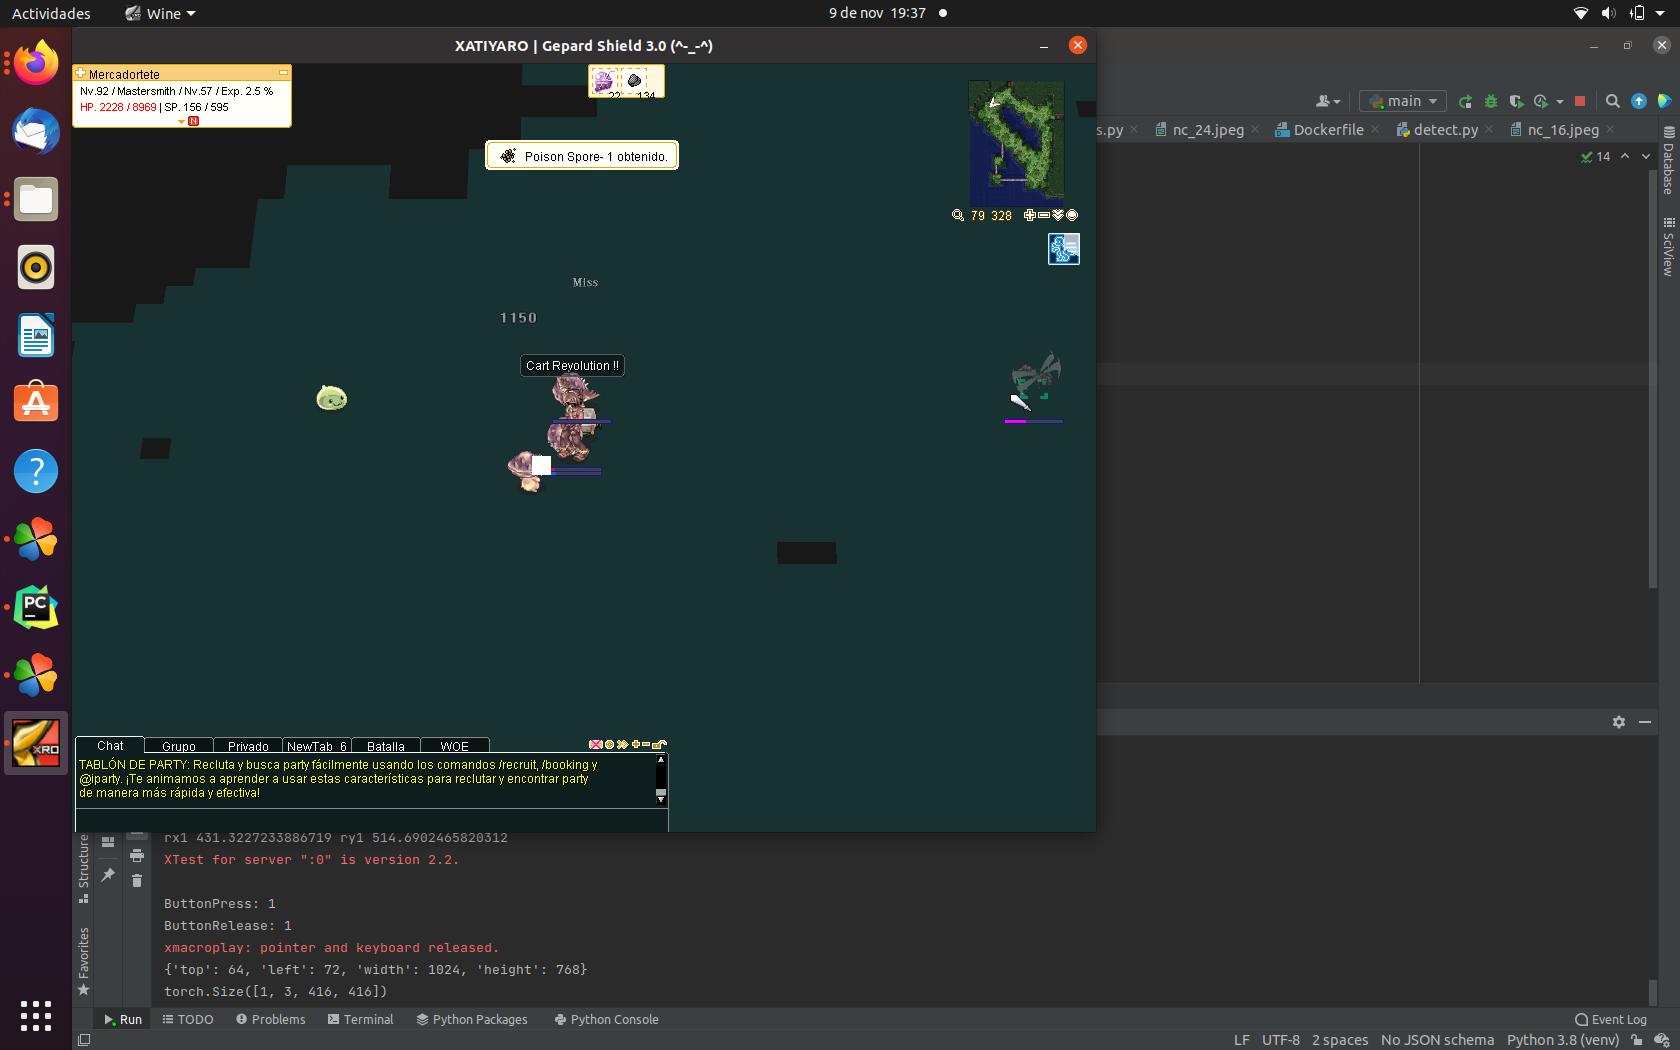 Actividades
Wine
9 de nov 19:37
XATIYARO | Gepard Shield 3.0 (^-_-^)
Mercadortete
Nv.92 / Mastersmith / Nv.57 / Exp. 2.5 %
HP. 2228 / 8969 | SP. 156 / 595
N
22
134
Poison Spore- 1 obtenido.
79 328
Miss
1150
Cart Revolution !!
main
s.py
nc_24.jpeg
Dockerfile
detect.py
nc_16.jpeg
14
Database
SciView
PC
XRO
Chat
Grupo
Privado
NewTab_6
Batalla
WOE
TABLÓN DE PARTY: Recluta y busca party fácilmente usando los comandos /recruit, /booking y
@iparty. ¡Te animamos a aprender a usar estas características para reclutar y encontrar party
de manera más rápida y efectiva!
Structure
Favorites
rx1 431.3227233886719 ry1 514.6902465820312
XTest for server ":0" is version 2.2.
ButtonPress: 1
ButtonRelease: 1
xmacroplay: pointer and keyboard released.
{'top': 64, 'left': 72, 'width': 1024, 'height': 768}
torch.Size([1, 3, 416, 416])
Run
TODO
Problems
Terminal
Python Packages
Python Console
Event Log
LF UTF-8 2 spaces No JSON schema Python 3.8 (venv)